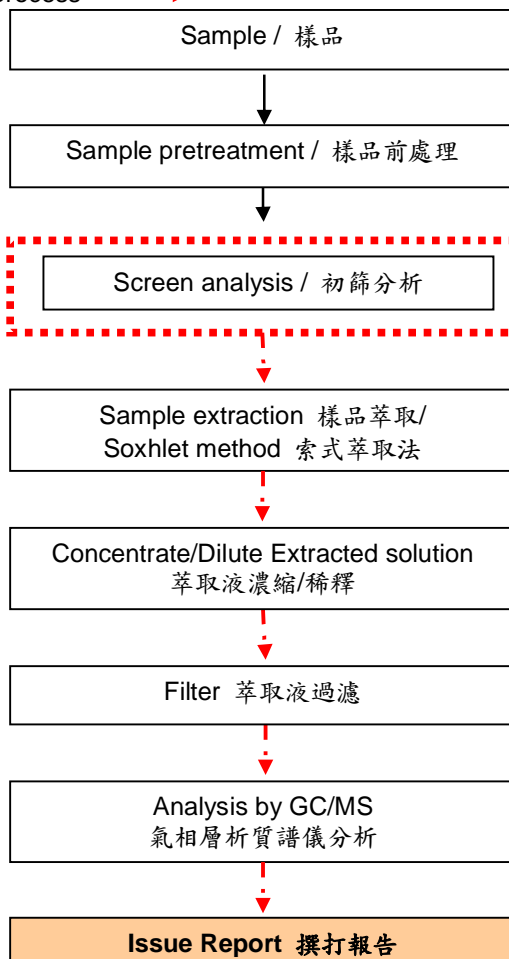 Sample / 樣品
Sample pretreatment / 樣品前處理
Screen analysis / 初篩分析
Sample extraction 樣品萃取/
Soxhlet method 索式萃取法
Concentrate/Dilute Extracted solution
萃取液濃縮/稀釋
Filter 萃取液過濾
Analysis by GC/MS
氣相層析質譜儀分析
Issue Report 撰打報告